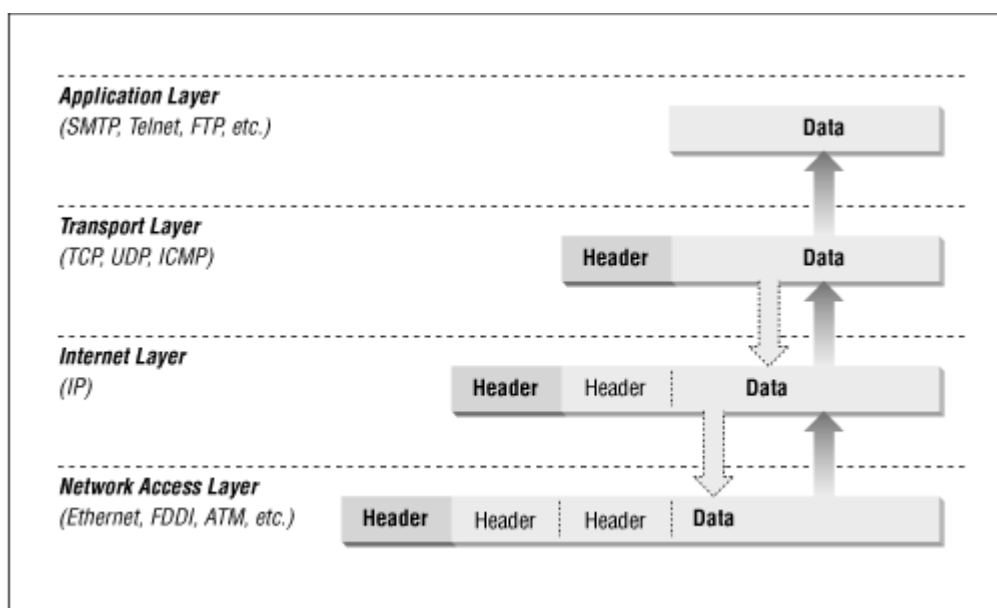 Application Layer
(SMTP, Telnet, FTP, etc.)
Data
Transport Layer
(TCP, UDP, ICMP)
Header Data
Internet Layer
(IP)
Header Header Data
Network Access Layer
(Ethernet, FDDI, ATM, etc.)
Header Header Header Data